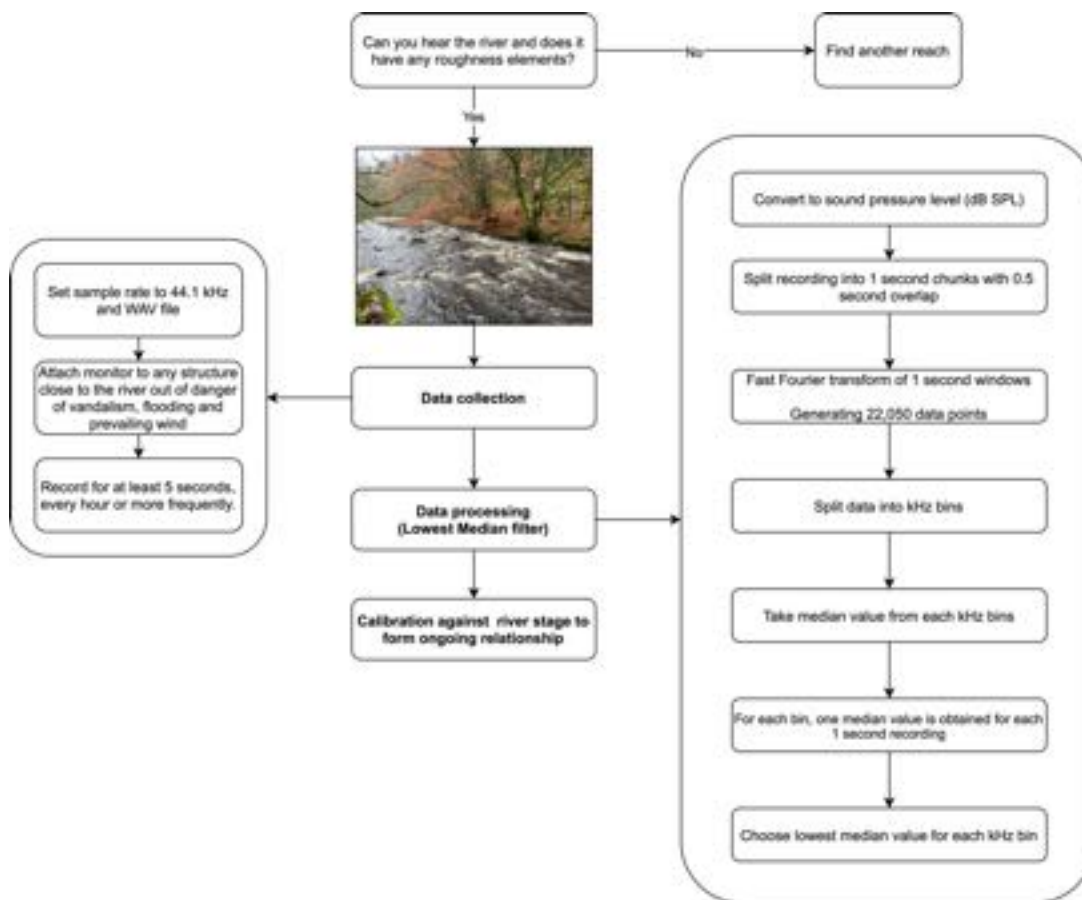 Can you hear the river and does it
have any roughness elements?
No
Find another reach
Yes
Set sample rate to 44.1 kHz
and WAV file
Attach monitor to any structure
close to the river out of danger
of vandalism, flooding and
prevailing wind
Record for at least 5 seconds,
every hour or more frequently.
Data collection
Data processing
(Lowest Median filter)
Calibration against river stage to
form ongoing relationship
Convert to sound pressure level (dB SPL)
Split recording into 1 second chunks with 0.5
second overlap
Fast Fourier transform of 1 second windows
Generating 22,050 data points
Split data into kHz bins
Take median value from each kHz bins
For each bin, one median value is obtained for each
1 second recording
Choose lowest median value for each kHz bin